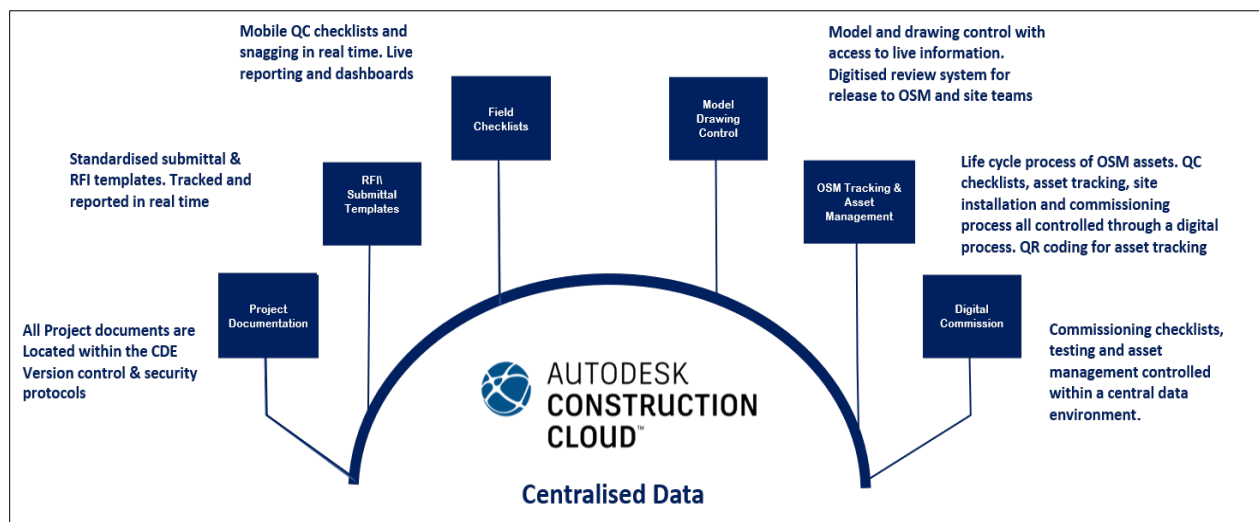 Mobile QC checklists and
snagging in real time. Live
reporting and dashboards
Field
Checklists
Model
Drawing
Control
Model and drawing control with
access to live information.
Digitised review system for
release to OSM and site teams
Standardised submittal &
RFI templates. Tracked and
reported in real time
RFI\
Submittal
Templates
OSM Tracking &
Asset
Management
Life cycle process of OSM assets. QC
checklists, asset tracking, site
installation and commissioning
process all controlled through a digital
process. QR coding for asset tracking
All Project documents are
Located within the CDE
Version control & security
protocols
Project
Documentation
Digital
Commission
Commissioning checklists,
testing and asset
management controlled
within a central data
environment.
AUTODESK
CONSTRUCTION
CLOUD™
Centralised Data